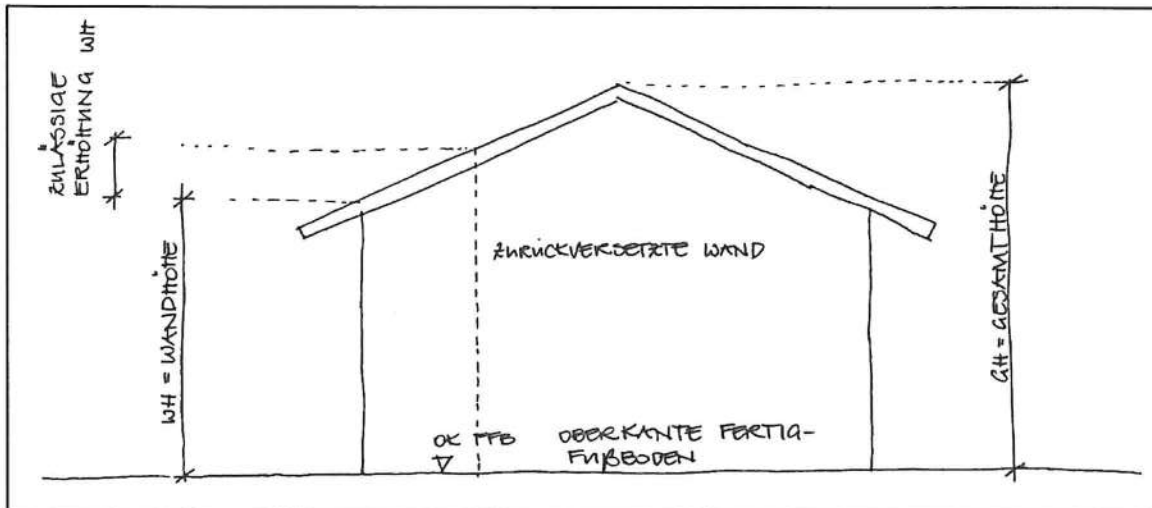 ZULÄSSIGE
ERHÖHUNG WH
WH = WANDHÖHE
ZURÜCKVERSETZTE WAND
GH = GESAMTHÖHE
OK FFB OBERKANTE FERTIG-
FUßBODEN